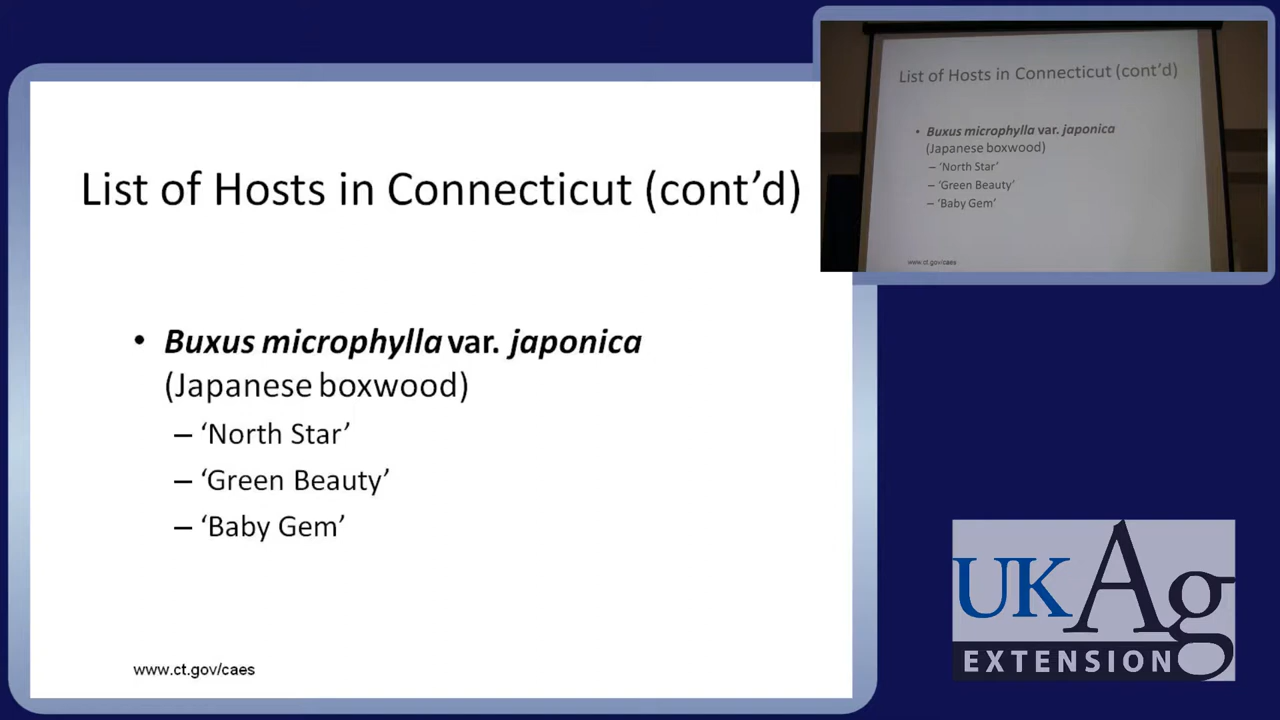 List of Hosts in Connecticut (cont’d)
• Buxus microphylla var. japonica
(Japanese boxwood)
– ‘North Star’
– ‘Green Beauty’
– ‘Baby Gem’
www.ct.gov/caes
List of Hosts in Connecticut (cont’d)
• Buxus microphylla var. japonica
(Japanese boxwood)
– ‘North Star’
– ‘Green Beauty’
– ‘Baby Gem’
www.ct.gov/caes
UKAg
EXTENSION